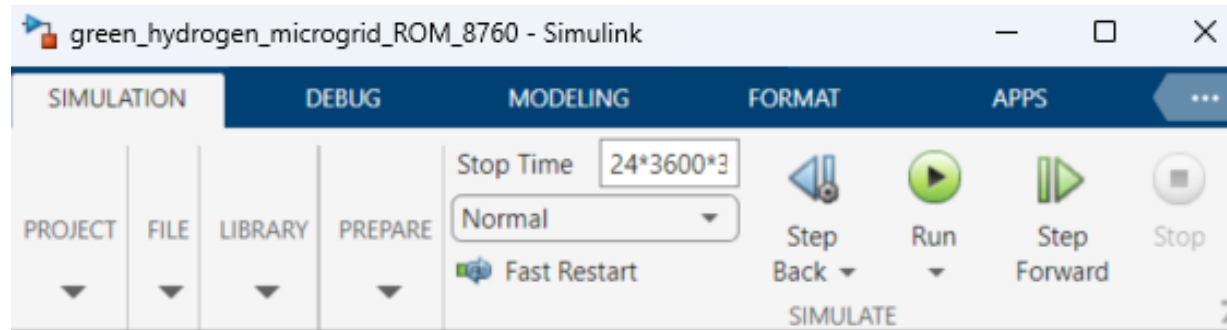 green_hydrogen_microgrid_ROM_8760 - Simulink
SIMULATION DEBUG MODELING FORMAT APPS
Stop Time 24*3600*3
Normal
Fast Restart
PROJECT FILE LIBRARY PREPARE
Step Back
Run
Step Forward
Stop
SIMULATE